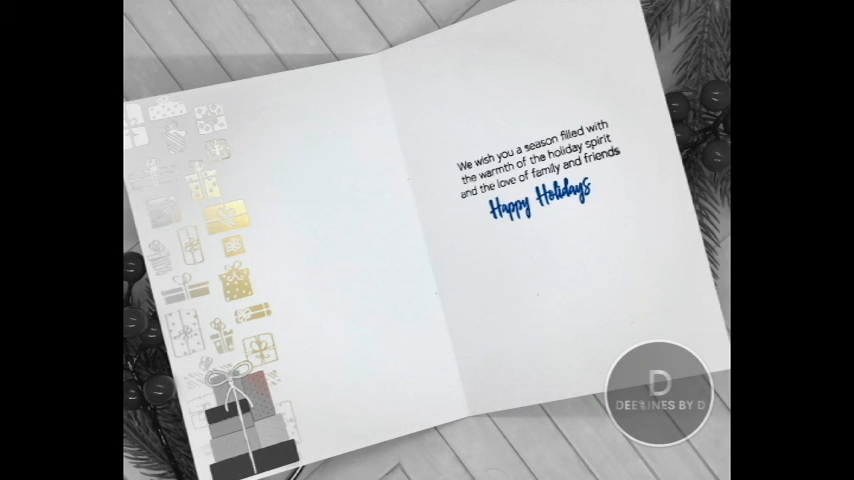 We wish you a season filled with
the warmth of the holiday spirit
and the love of family and friends
Happy Holidays
D
BY D